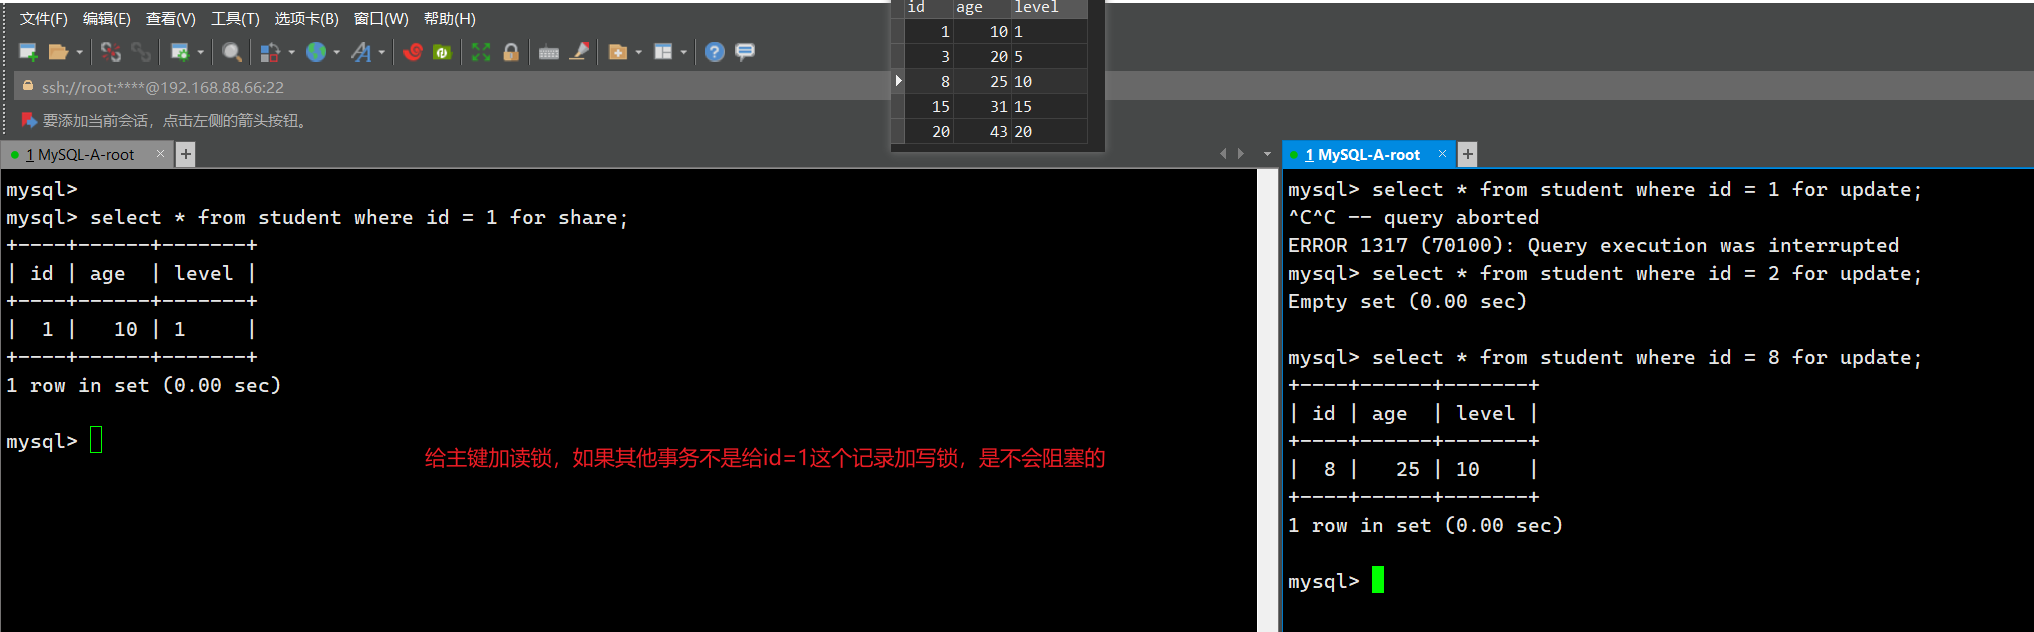 文件(F) 编辑(E) 查看(V) 工具(T) 选项卡(B) 窗口(W) 帮助(H)
ssh://root:****@192.168.88.66:22
要添加当前会话，点击左侧的箭头按钮。
id age level
1 10 1
3 20 5
8 25 10
15 31 15
20 43 20
1 MySQL-A-root × +
mysql>
mysql> select * from student where id = 1 for share;
+----+------+-------+
| id | age  | level |
+----+------+-------+
|  1 |   10 | 1     |
+----+------+-------+
1 row in set (0.00 sec)
mysql>
给主键加读锁，如果其他事务不是给id=1这个记录加写锁，是不会阻塞的
1 MySQL-A-root × +
mysql> select * from student where id = 1 for update;
^C^C -- query aborted
ERROR 1317 (70100): Query execution was interrupted
mysql> select * from student where id = 2 for update;
Empty set (0.00 sec)
mysql> select * from student where id = 8 for update;
+----+------+-------+
| id | age  | level |
+----+------+-------+
|  8 |   25 | 10    |
+----+------+-------+
1 row in set (0.00 sec)
mysql>